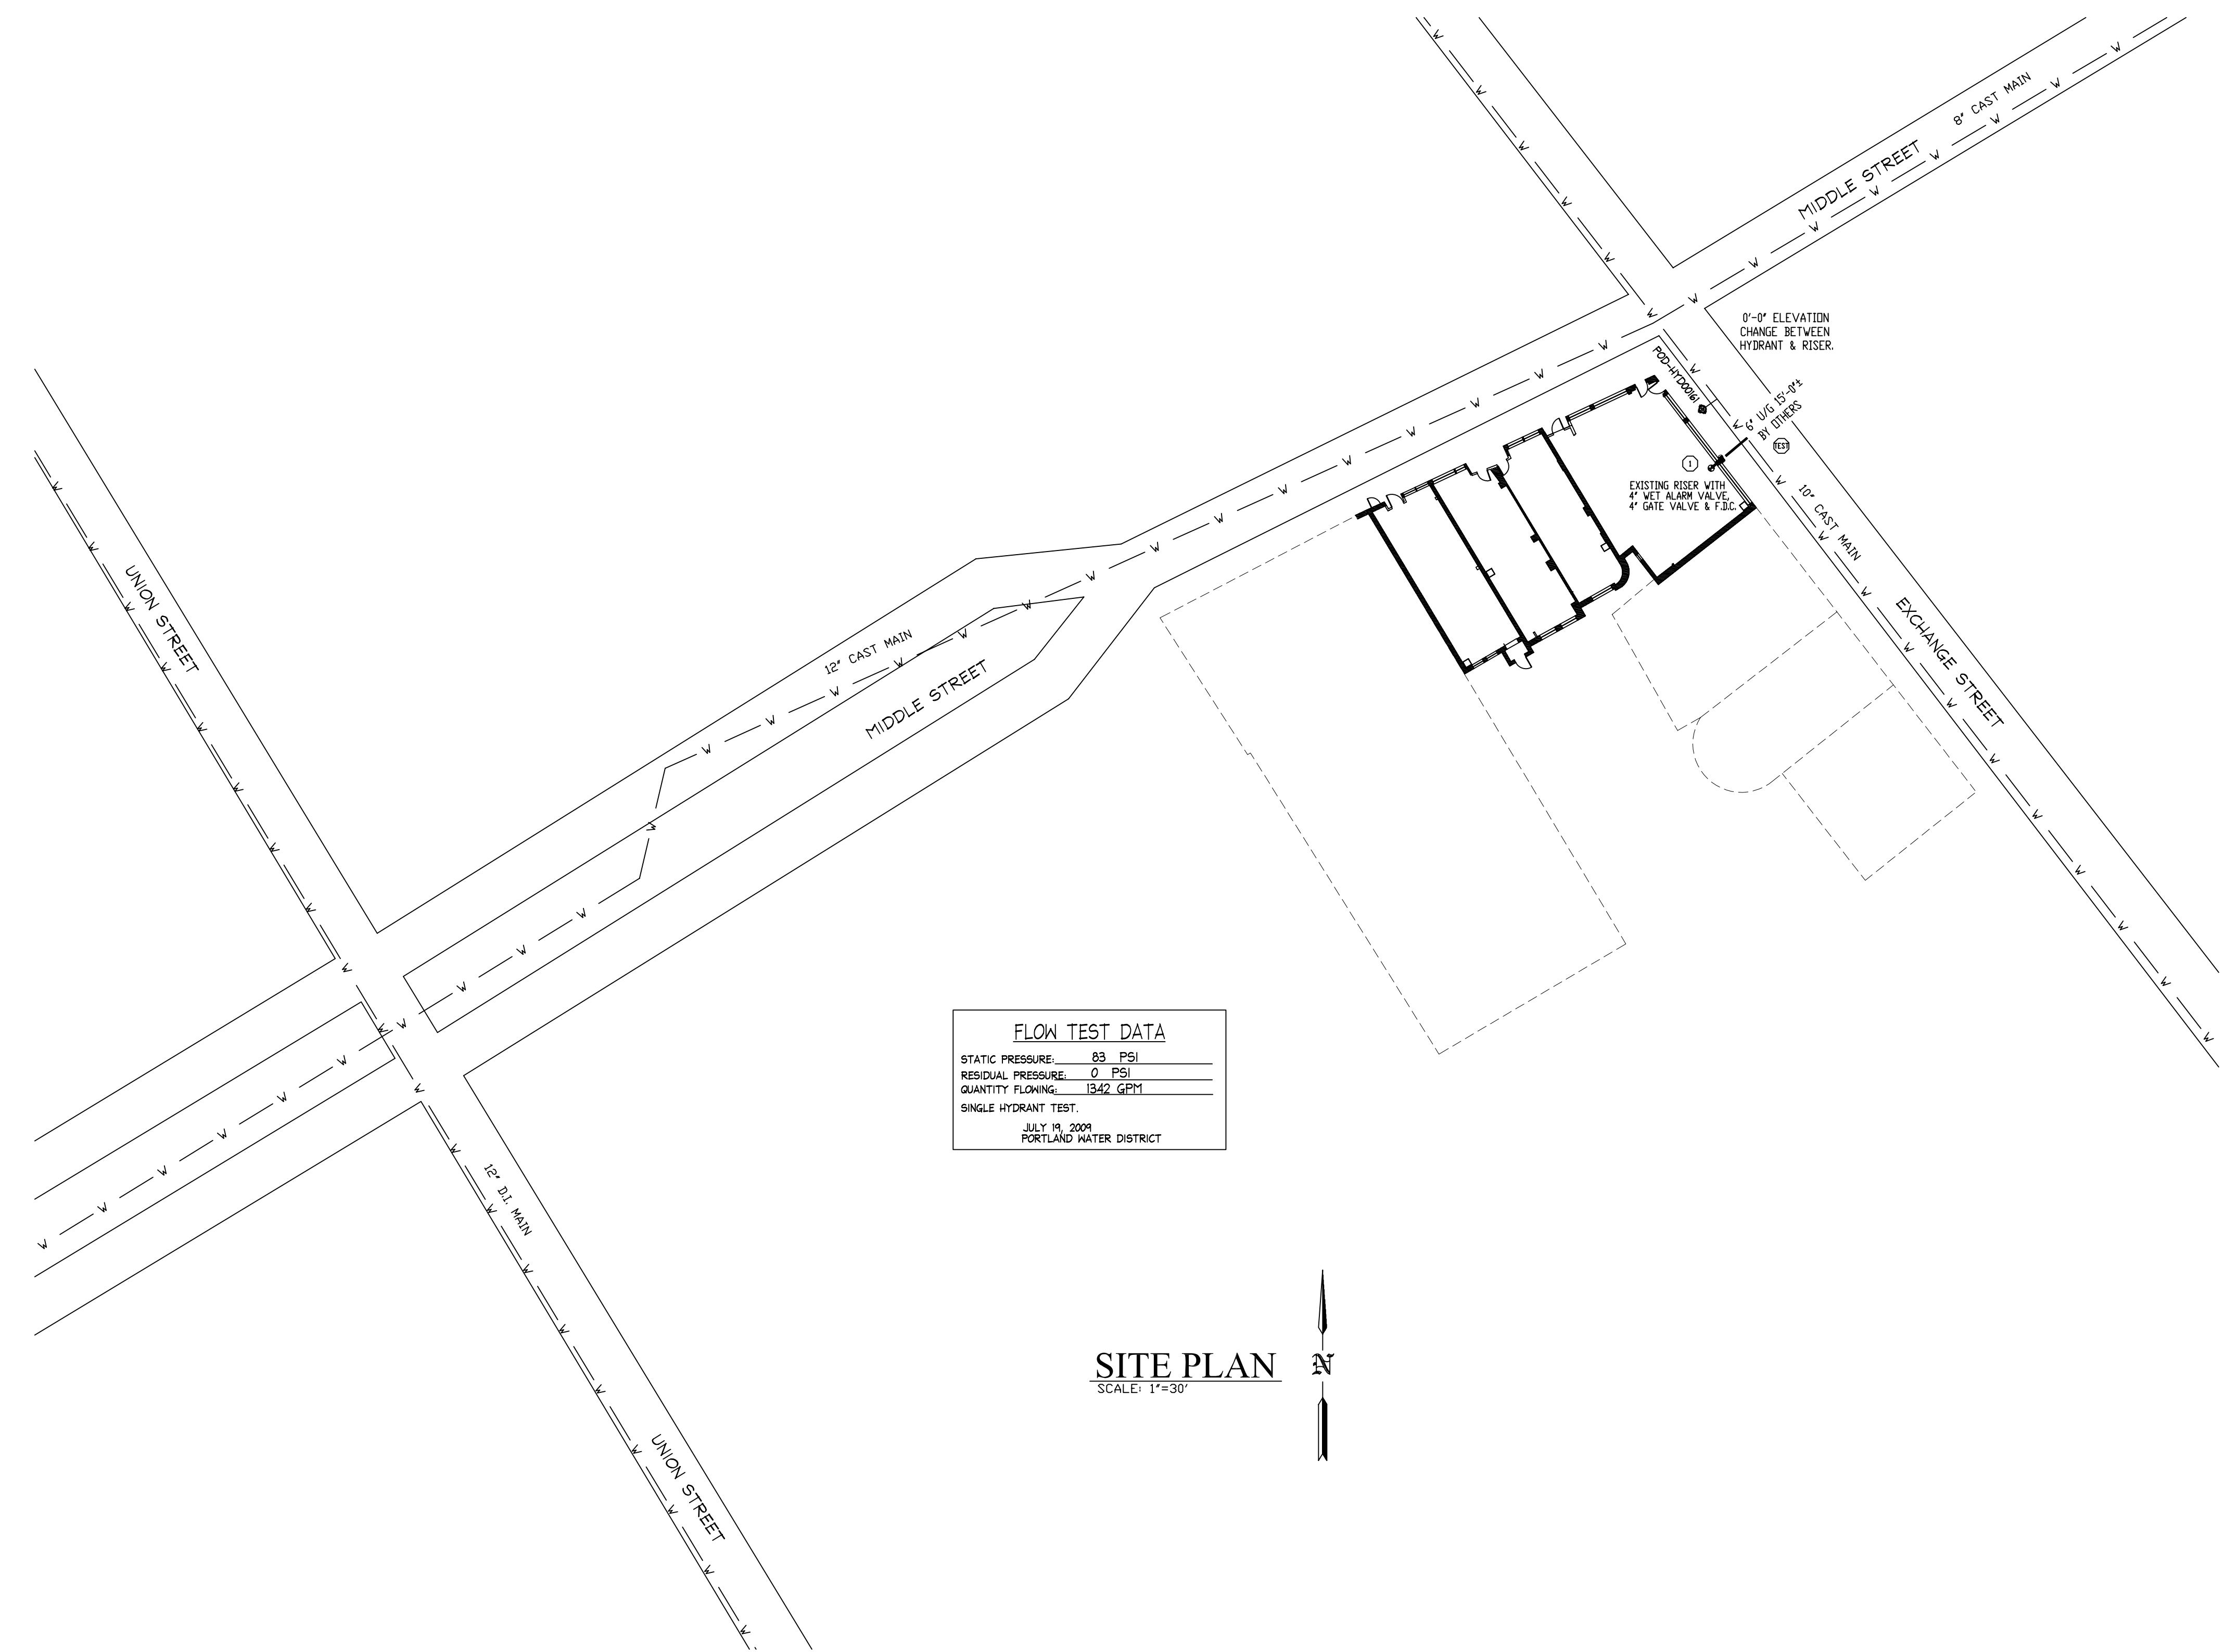 8" CAST MAIN
MIDDLE STREET
0'-0" ELEVATION
CHANGE BETWEEN
HYDRANT & RISER.
POD-HYD00161
6" U/G 15'-0"±
BY OTHERS
TEST
1
EXISTING RISER WITH
4" WET ALARM VALVE,
4" GATE VALVE & F.D.C.
10" CAST MAIN
EXCHANGE STREET
UNION STREET
12" CAST MAIN
MIDDLE STREET
FLOW TEST DATA
STATIC PRESSURE: 83 PSI
RESIDUAL PRESSURE: 0 PSI
QUANTITY FLOWING: 1342 GPM
SINGLE HYDRANT TEST.
JULY 19, 2009
PORTLAND WATER DISTRICT
12" D.I. MAIN
UNION STREET
SITE PLAN
SCALE: 1"=30'
N